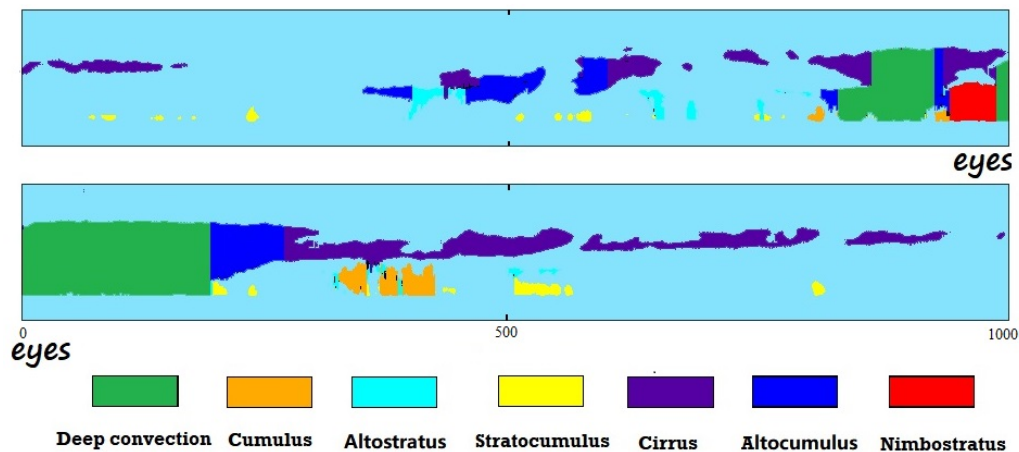 eyes
0 500 1000
eyes
Deep convection Cumulus Altostratus Stratocumulus Cirrus Altocumulus Nimbostratus